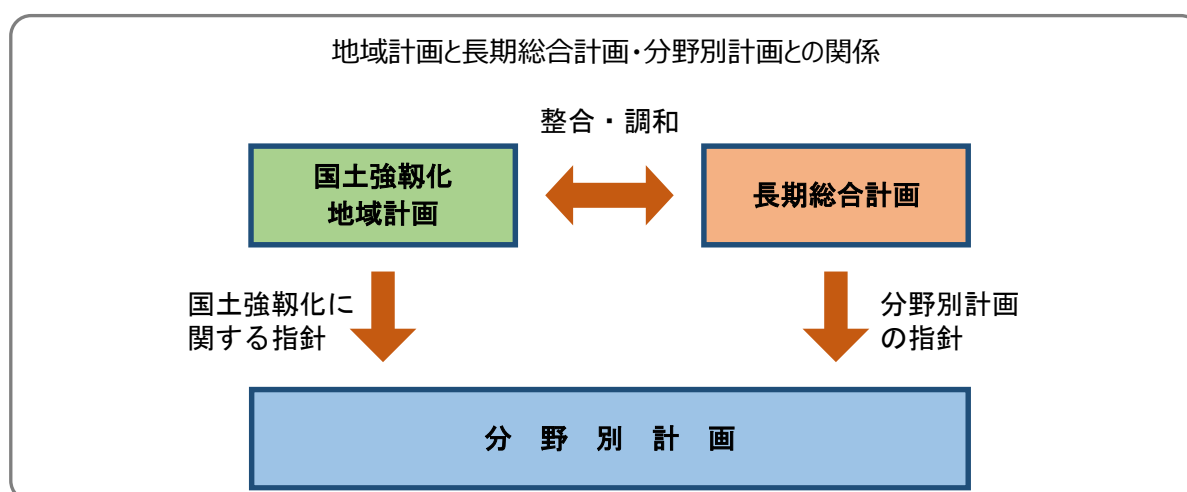 地域計画と長期総合計画・分野別計画との関係
整合・調和
国土強靱化
地域計画
長期総合計画
国土強靱化に
関する指針
分野別計画
の指針
分 野 別 計 画